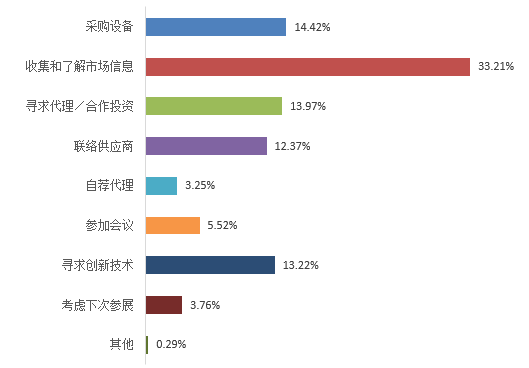 采购设备 14.42%
收集和了解市场信息 33.21%
寻求代理／合作投资 13.97%
联络供应商 12.37%
自荐代理 3.25%
参加会议 5.52%
寻求创新技术 13.22%
考虑下次参展 3.76%
其他 0.29%